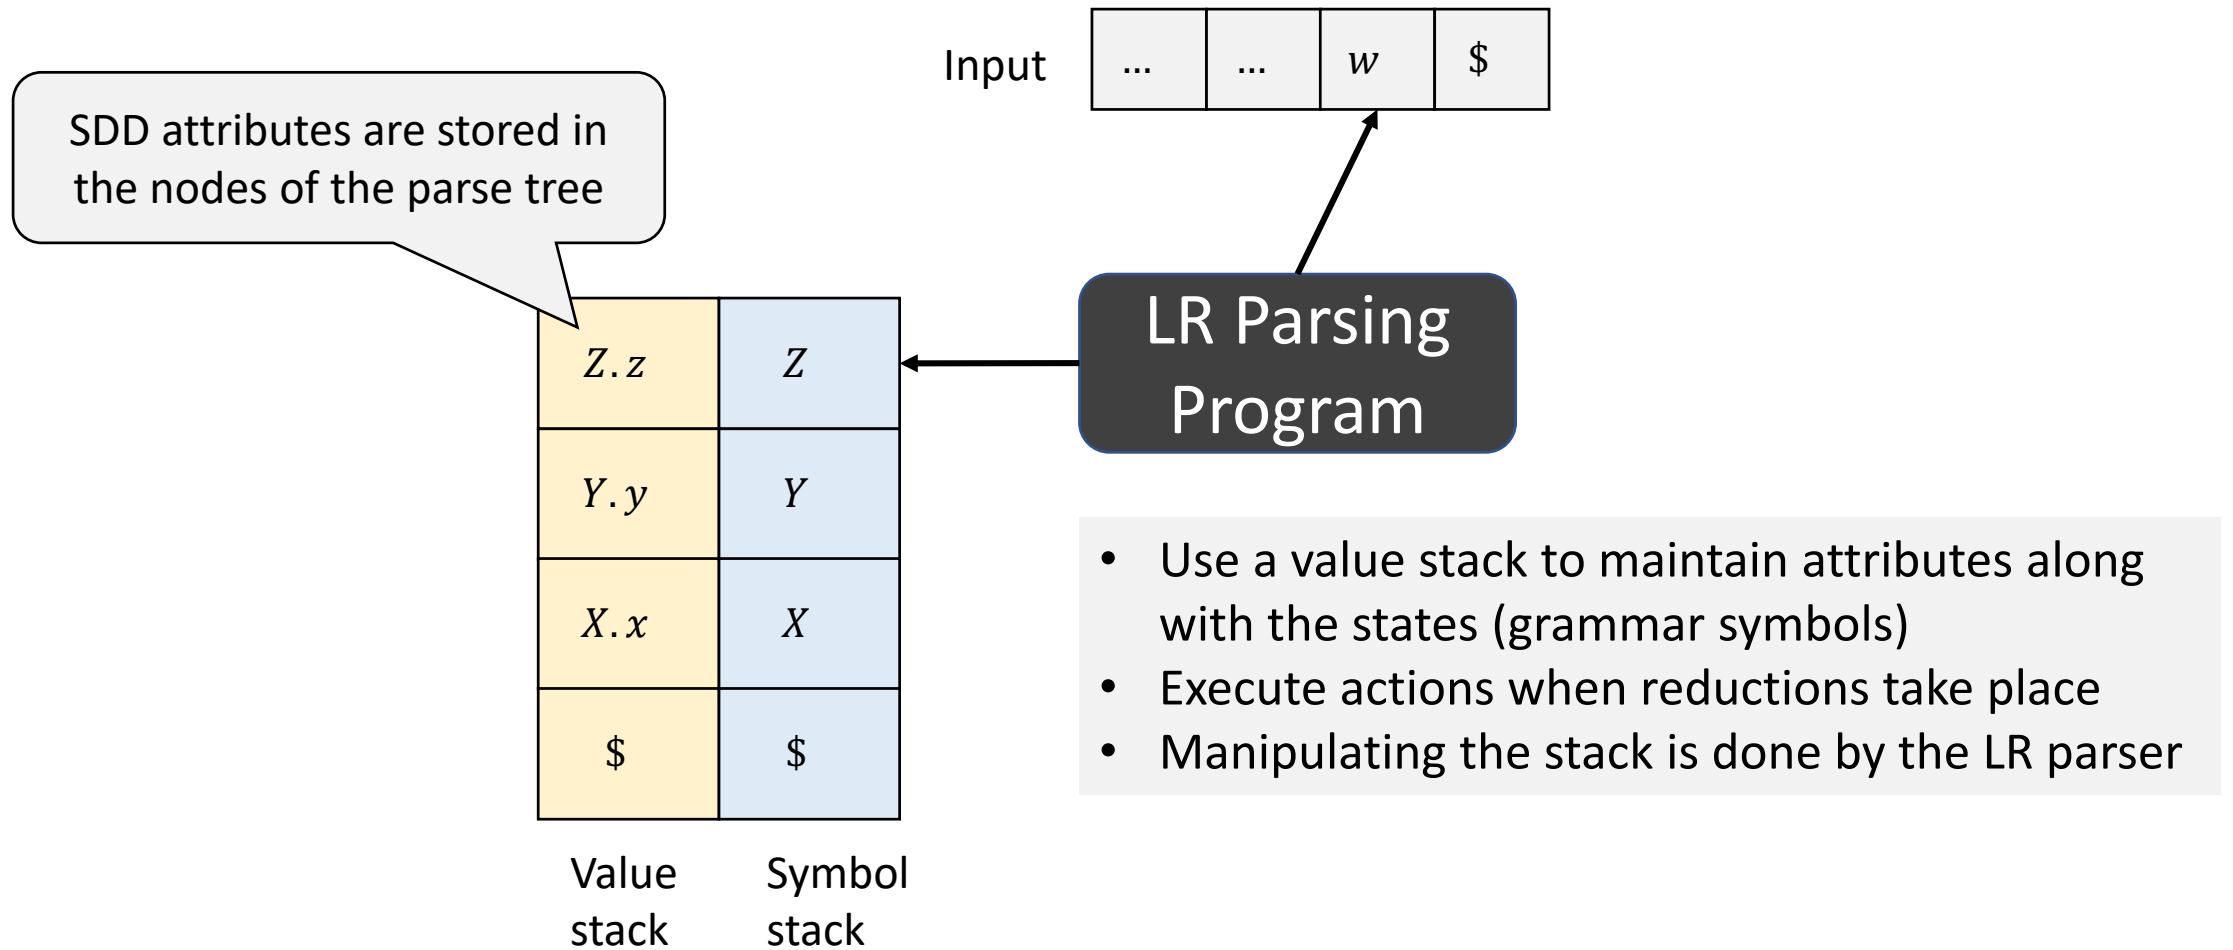 Input
… … w $
SDD attributes are stored in
the nodes of the parse tree
LR Parsing
Program
Z.z Z
Y.y Y
X.x X
$ $
Value
stack
Symbol
stack
• Use a value stack to maintain attributes along
with the states (grammar symbols)
• Execute actions when reductions take place
• Manipulating the stack is done by the LR parser